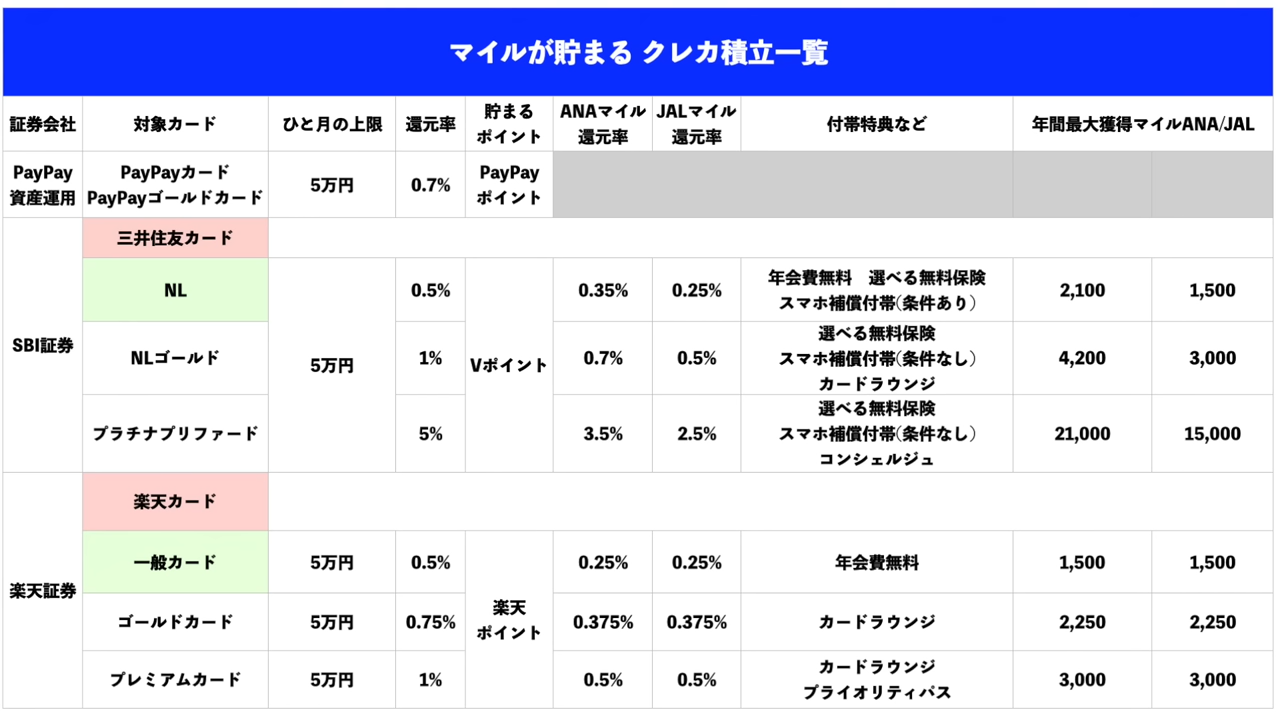 マイルが貯まる クレカ積立一覧
証券会社 対象カード ひと月の上限 還元率 貯まる ポイント ANAマイル 還元率 JALマイル 還元率 付帯特典など 年間最大獲得マイルANA/JAL
PayPay 資産運用 PayPayカード PayPayゴールドカード 5万円 0.7% PayPay ポイント
SBI証券
三井住友カード
NL 5万円 0.5% Vポイント 0.35% 0.25% 年会費無料 選べる無料保険 スマホ補償付帯(条件あり) 2,100 1,500
NLゴールド 1% 0.7% 0.5% 選べる無料保険 スマホ補償付帯(条件なし) カードラウンジ 4,200 3,000
プラチナプリファード 5% 3.5% 2.5% 選べる無料保険 スマホ補償付帯(条件なし) コンシェルジュ 21,000 15,000
楽天証券
楽天カード
一般カード 5万円 0.5% 楽天 ポイント 0.25% 0.25% 年会費無料 1,500 1,500
ゴールドカード 5万円 0.75% 0.375% 0.375% カードラウンジ 2,250 2,250
プレミアムカード 5万円 1% 0.5% 0.5% カードラウンジ プライオリティパス 3,000 3,000